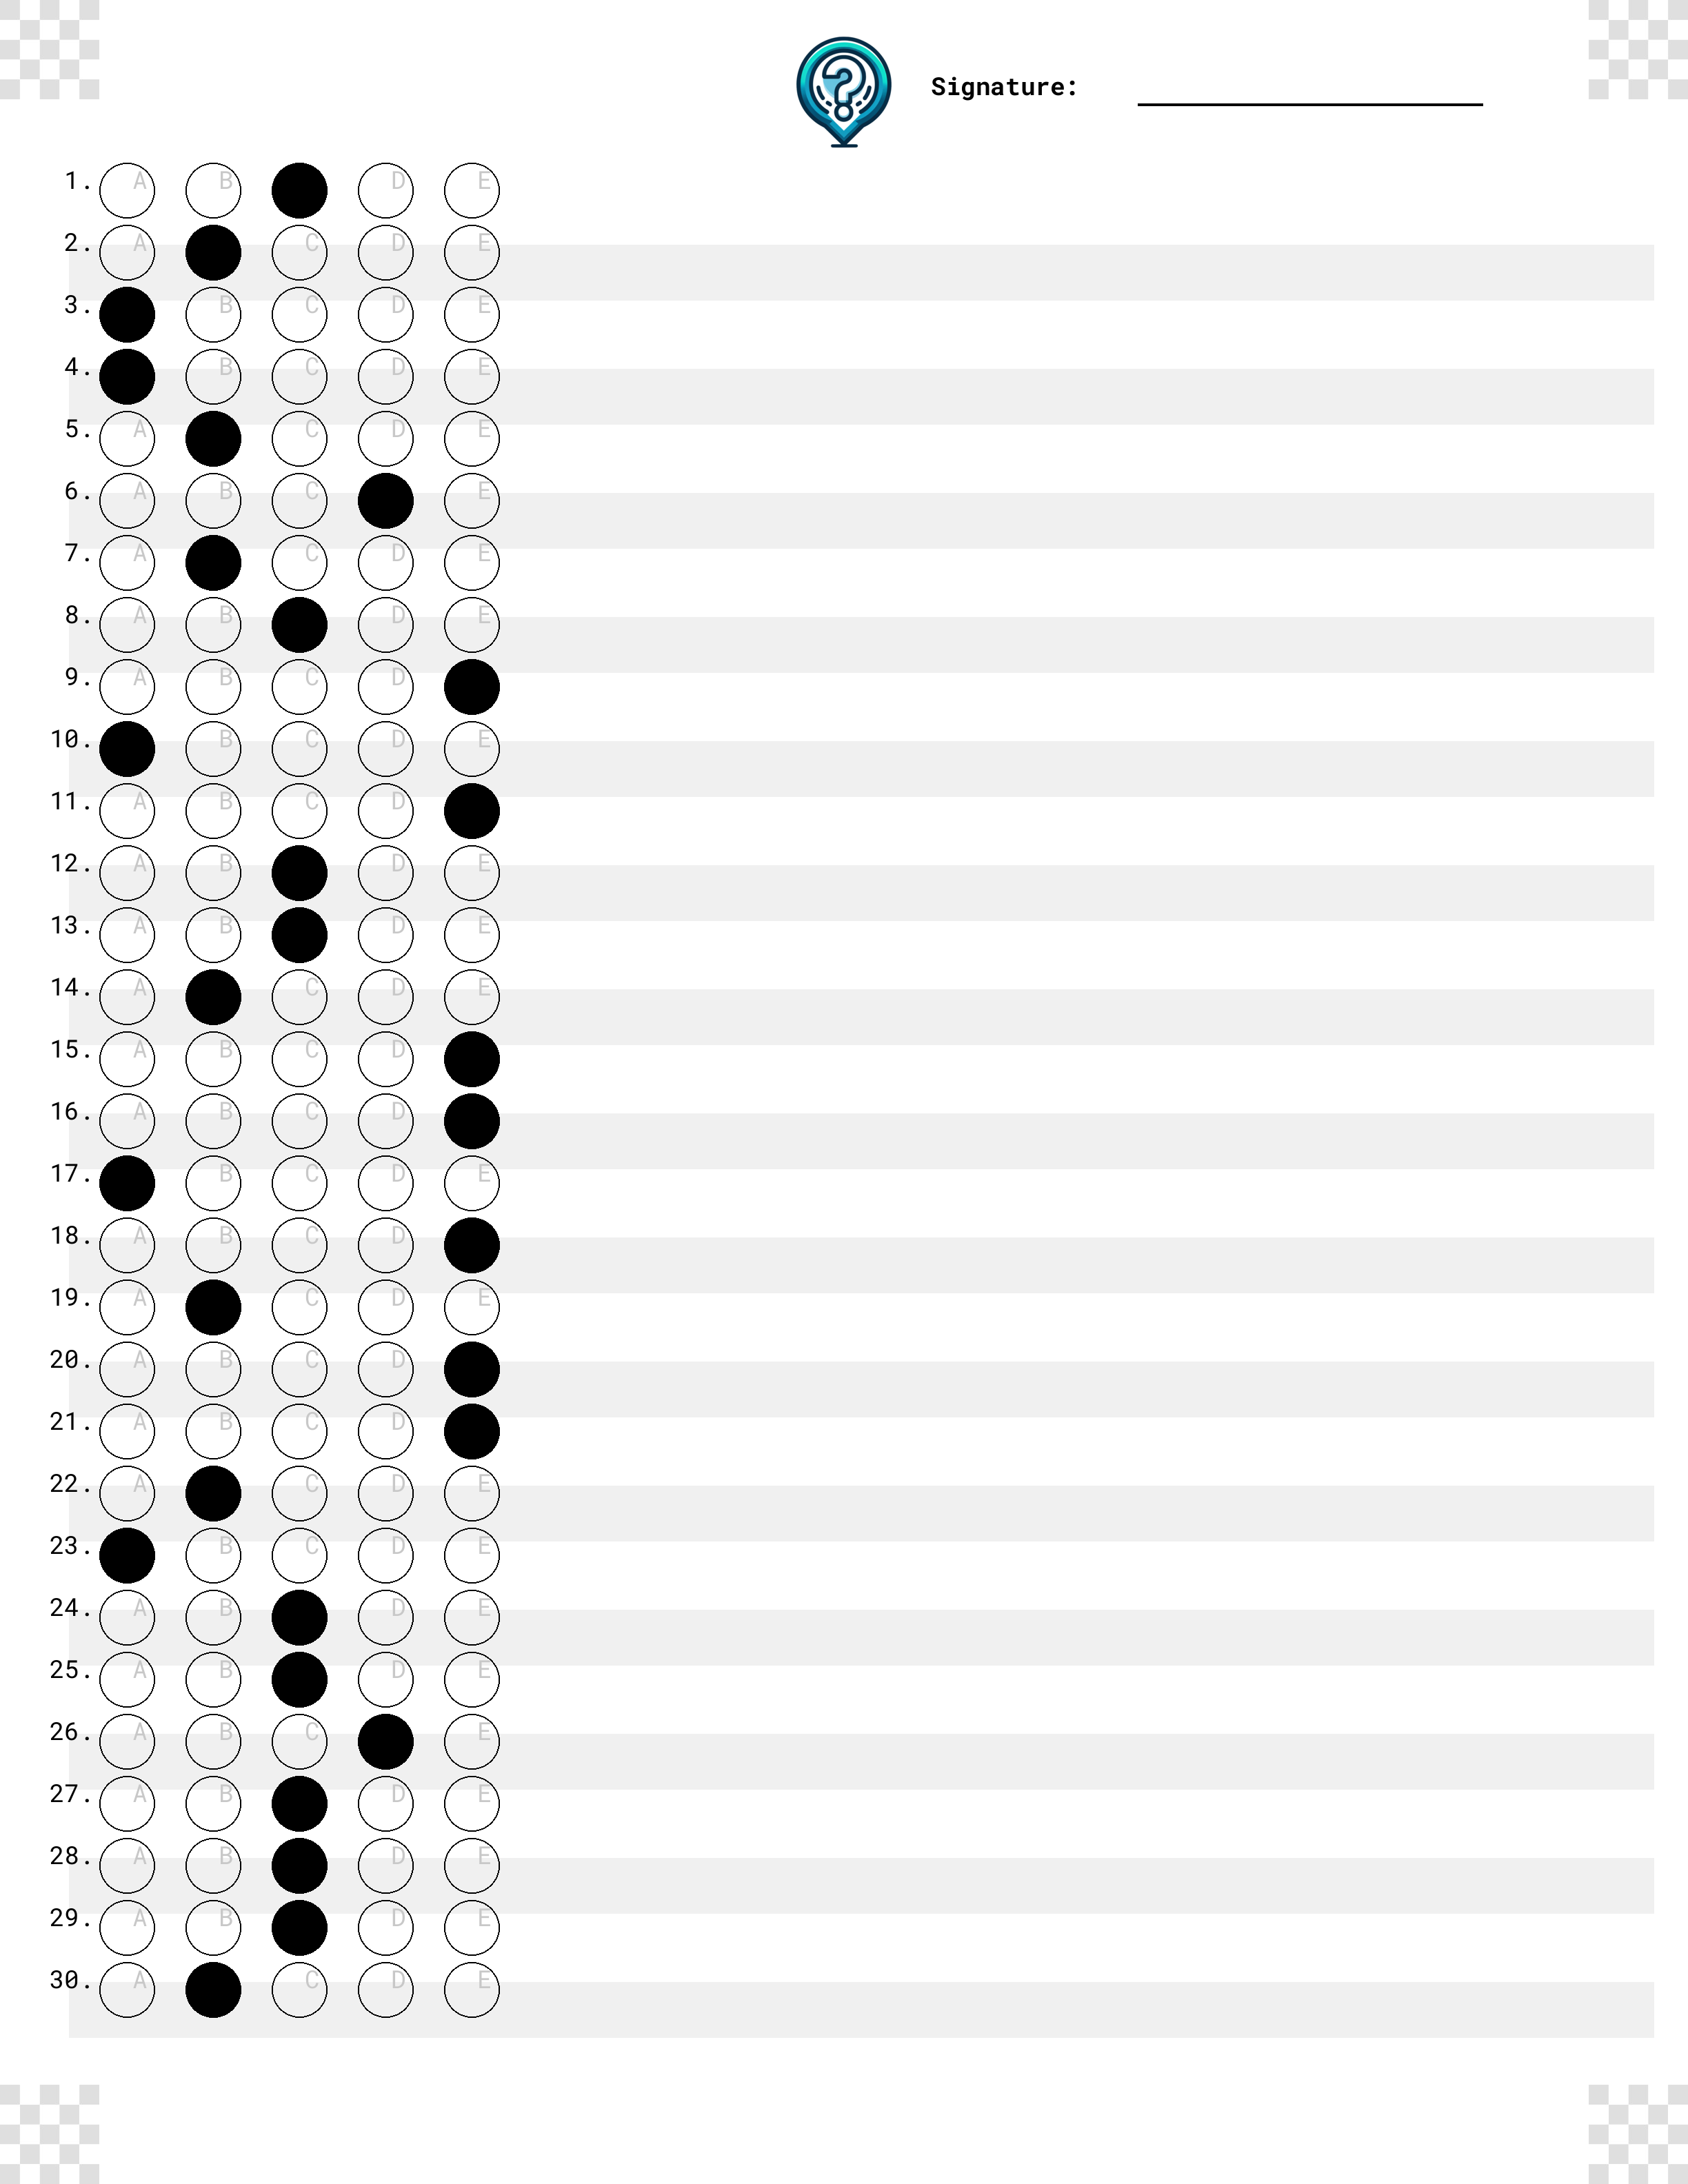 Signature:
1. A B D E
2. A C D E
3. B C D E
4. B C D E
5. A C D E
6. A B C E
7. A C D E
8. A B D E
9. A B C D
10. B C D E
11. A B C D
12. A B D E
13. A B D E
14. A C D E
15. A B C D
16. A B C D
17. B C D E
18. A B C D
19. A C D E
20. A B C D
21. A B C D
22. A C D E
23. B C D E
24. A B D E
25. A B D E
26. A B C E
27. A B D E
28. A B D E
29. A B D E
30. A C D E